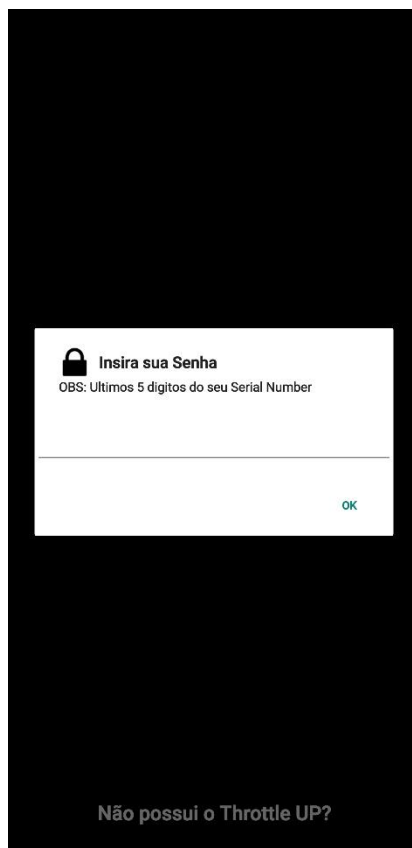 Insira sua Senha
OBS: Ultimos 5 digitos do seu Serial Number
OK
Não possui o Throttle UP?